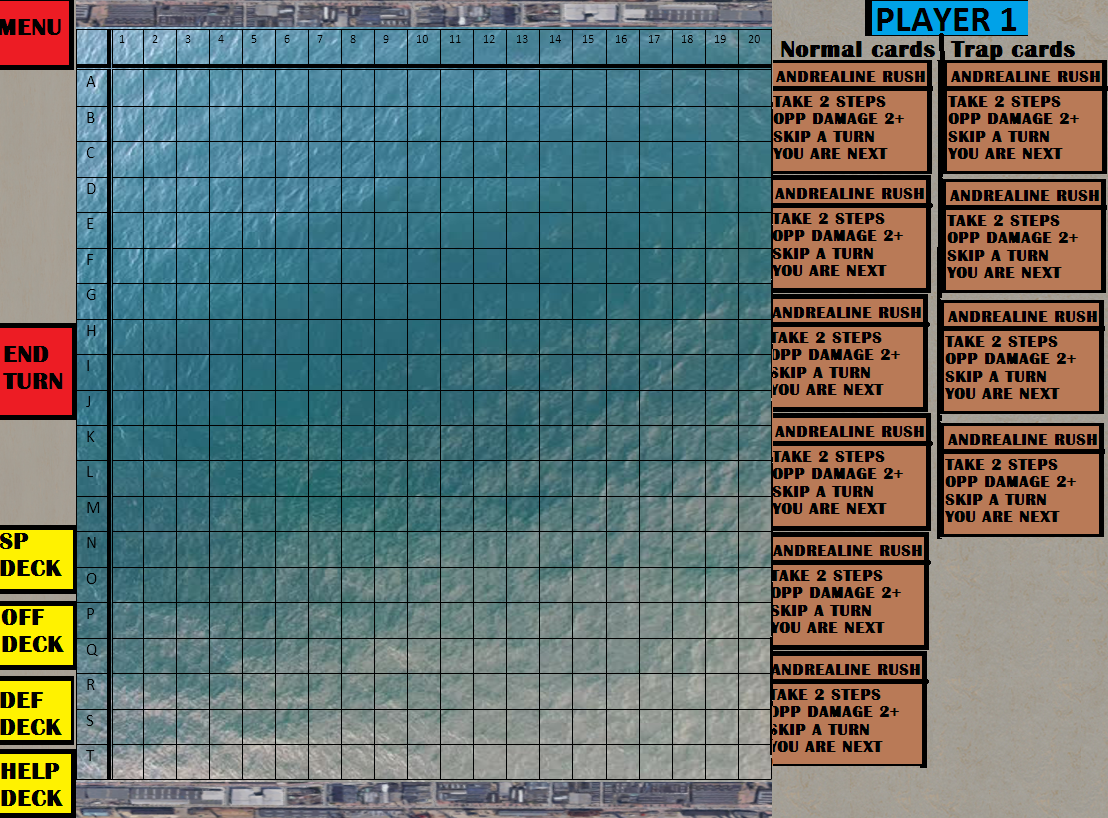 MENU
END
TURN
SP
DECK
OFF
DECK
DEF
DECK
HELP
DECK
1 2 3 4 5 6 7 8 9 10 11 12 13 14 15 16 17 18 19 20
A
B
C
D
E
F
G
H
I
J
K
L
M
N
O
P
Q
R
S
T
PLAYER 1
Normal cards
ANDREALINE RUSH
TAKE 2 STEPS
OPP DAMAGE 2+
SKIP A TURN
YOU ARE NEXT
ANDREALINE RUSH
TAKE 2 STEPS
OPP DAMAGE 2+
SKIP A TURN
YOU ARE NEXT
ANDREALINE RUSH
TAKE 2 STEPS
OPP DAMAGE 2+
SKIP A TURN
YOU ARE NEXT
ANDREALINE RUSH
TAKE 2 STEPS
OPP DAMAGE 2+
SKIP A TURN
YOU ARE NEXT
ANDREALINE RUSH
TAKE 2 STEPS
OPP DAMAGE 2+
SKIP A TURN
YOU ARE NEXT
ANDREALINE RUSH
TAKE 2 STEPS
OPP DAMAGE 2+
SKIP A TURN
YOU ARE NEXT
Trap cards
ANDREALINE RUSH
TAKE 2 STEPS
OPP DAMAGE 2+
SKIP A TURN
YOU ARE NEXT
ANDREALINE RUSH
TAKE 2 STEPS
OPP DAMAGE 2+
SKIP A TURN
YOU ARE NEXT
ANDREALINE RUSH
TAKE 2 STEPS
OPP DAMAGE 2+
SKIP A TURN
YOU ARE NEXT
ANDREALINE RUSH
TAKE 2 STEPS
OPP DAMAGE 2+
SKIP A TURN
YOU ARE NEXT